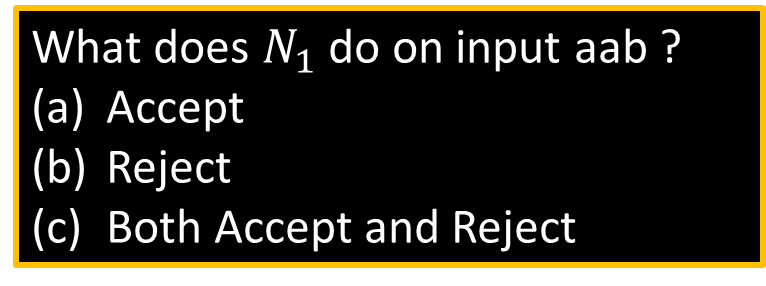 What does N₁ do on input aab ?
(a) Accept
(b) Reject
(c) Both Accept and Reject